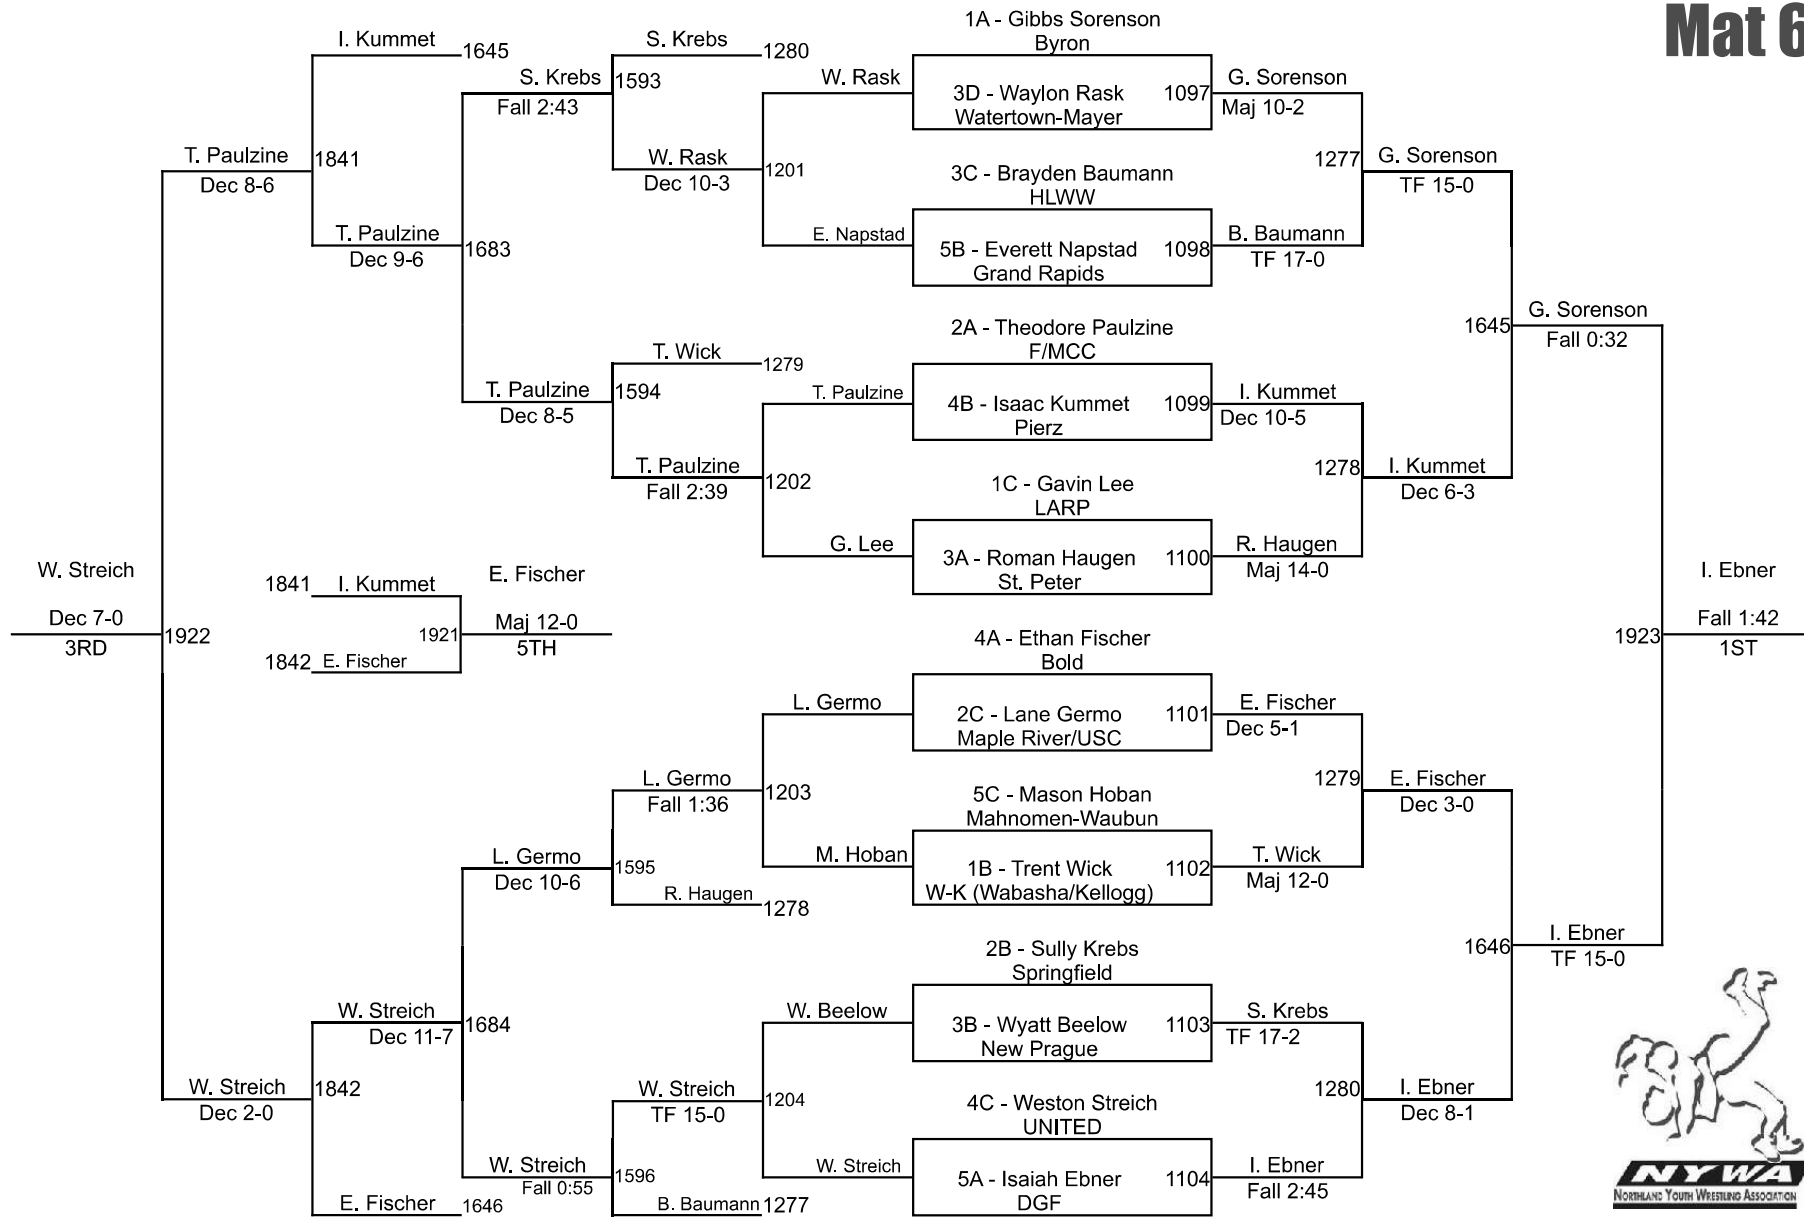 Mat 6
1A - Gibbs Sorenson
Byron
I. Kummet
1645
S. Krebs
1280
S. Krebs
1593
Fall 2:43
W. Rask
3D - Waylon Rask
1097
Watertown-Mayer
G. Sorenson
Maj 10-2
T. Paulzine
1841
Dec 8-6
W. Rask
1201
Dec 10-3
3C - Brayden Baumann
HLWW
1277
G. Sorenson
TF 15-0
T. Paulzine
1683
Dec 9-6
E. Napstad
5B - Everett Napstad
1098
Grand Rapids
B. Baumann
TF 17-0
2A - Theodore Paulzine
F/MCC
1645
G. Sorenson
Fall 0:32
T. Wick
1279
T. Paulzine
1594
Dec 8-5
T. Paulzine
4B - Isaac Kummet
1099
Pierz
I. Kummet
Dec 10-5
T. Paulzine
1202
Fall 2:39
1C - Gavin Lee
LARP
1278
I. Kummet
Dec 6-3
G. Lee
3A - Roman Haugen
1100
St. Peter
R. Haugen
Maj 14-0
W. Streich
Dec 7-0
3RD
1922
1841
I. Kummet
E. Fischer
1921
Maj 12-0
5TH
1842
E. Fischer
I. Ebner
1923
Fall 1:42
1ST
4A - Ethan Fischer
Bold
L. Germo
2C - Lane Germo
1101
Maple River/USC
E. Fischer
Dec 5-1
L. Germo
1203
Fall 1:36
5C - Mason Hoban
Mahnomen-Waubun
1279
E. Fischer
Dec 3-0
L. Germo
1595
Dec 10-6
M. Hoban
1B - Trent Wick
1102
W-K (Wabasha/Kellogg)
T. Wick
Maj 12-0
R. Haugen
1278
2B - Sully Krebs
Springfield
1646
I. Ebner
TF 15-0
W. Streich
1684
Dec 11-7
W. Beelow
3B - Wyatt Beelow
1103
New Prague
S. Krebs
TF 17-2
W. Streich
1842
Dec 2-0
W. Streich
1204
TF 15-0
4C - Weston Streich
UNITED
1280
I. Ebner
Dec 8-1
W. Streich
1596
Fall 0:55
W. Streich
5A - Isaiah Ebner
1104
DGF
I. Ebner
Fall 2:45
E. Fischer
1646
B. Baumann
1277
NYWA
NORTHLAND YOUTH WRESTLING ASSOCIATION